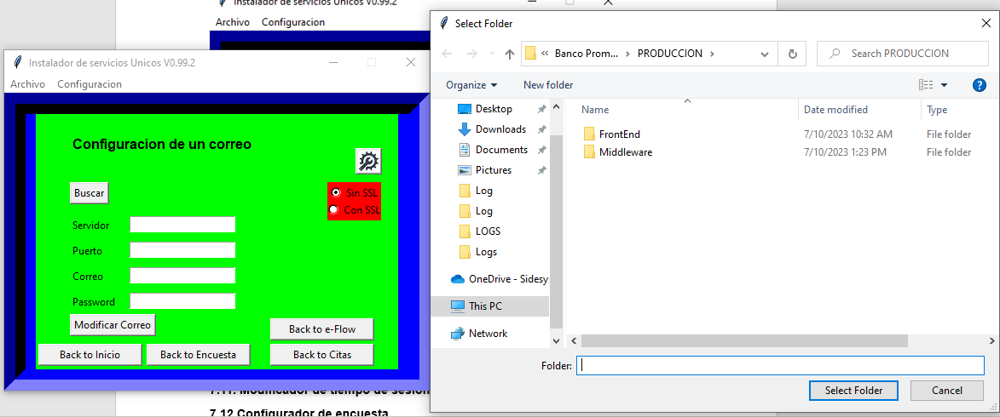 Instalador de servicios Unicos V0.99.2
Archivo Configuracion
Instalador de servicios Unicos V0.99.2
Archivo Configuracion
Configuracion de un correo
Buscar
Sin SSL
Con SSL
Servidor
Puerto
Correo
Password
Modificar Correo
Back to e-Flow
Back to Inicio Back to Encuesta Back to Citas
7.11. Modificador de tiempo de sesion
7.12 Configurador de encuesta
Select Folder
« Banco Prom... > PRODUCCION >
Search PRODUCCION
Organize New folder
Name Date modified Type
Desktop
Downloads
Documents
Pictures
Log
Log
LOGS
Logs
OneDrive - Sidesy
This PC
Network
FrontEnd 7/10/2023 10:32 AM File folder
Middleware 7/10/2023 1:23 PM File folder
Folder:
Select Folder Cancel